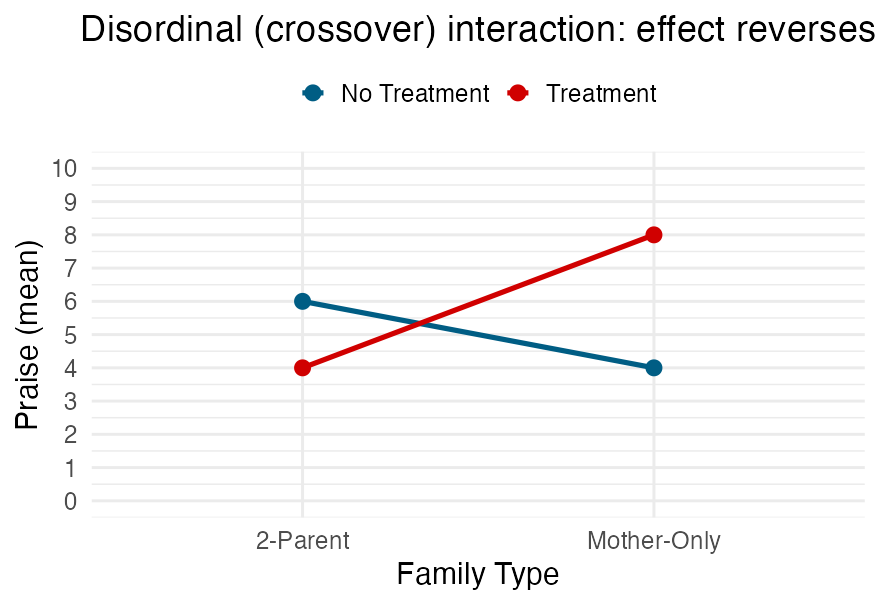 Disordinal (crossover) interaction: effect reverses
No Treatment Treatment
10
9
8
7
6
5
4
3
2
1
0
Praise (mean)
2-Parent Mother-Only
Family Type